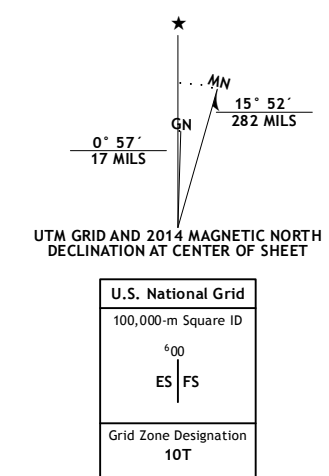 ★
MN
GN
15° 52´
282 MILS
0° 57´
17 MILS
UTM GRID AND 2014 MAGNETIC NORTH
DECLINATION AT CENTER OF SHEET
U.S. National Grid
100,000-m Square ID
⁶00
ES FS
Grid Zone Designation
10T